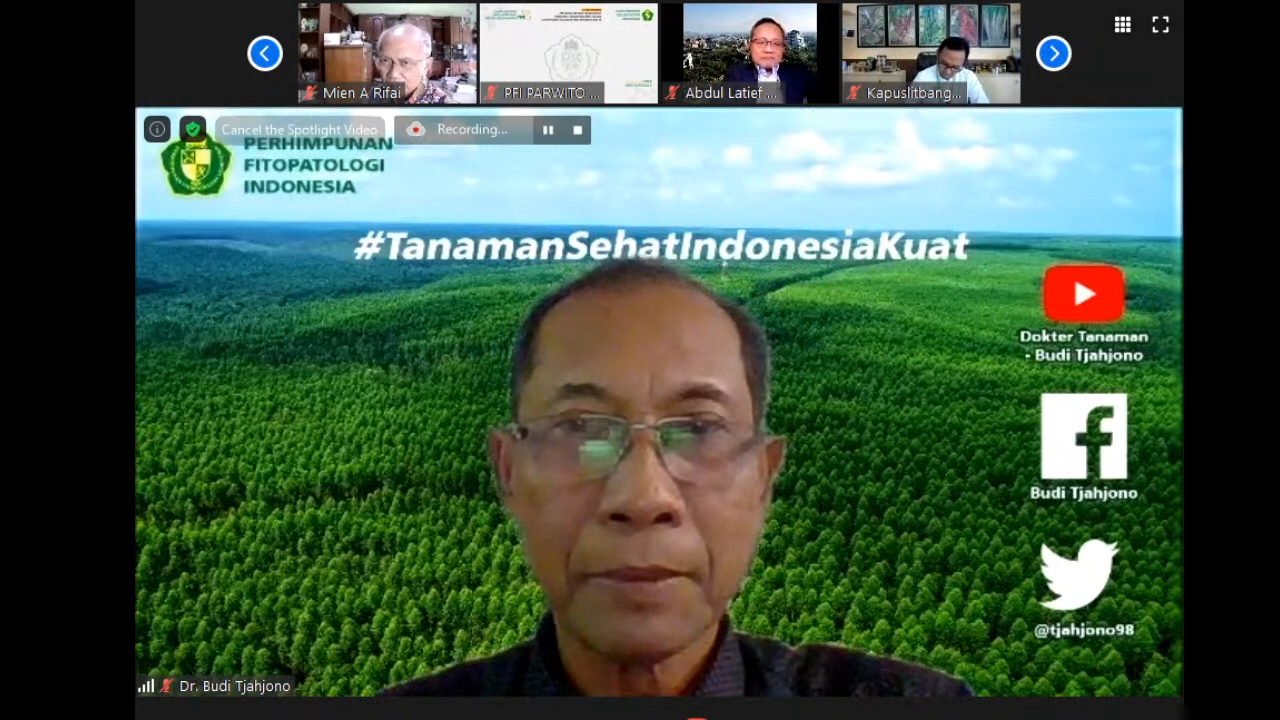 Mien A Rifai
PFI PARWITO ...
Abdul Latief ...
Kapuslitbang...
Cancel the Spotlight Video
Recording...
PERHIMPUNAN
FITOPATOLOGI
INDONESIA
#TanamanSehatIndonesiaKuat
Dokter Tanaman
- Budi Tjahjono
Budi Tjahjono
@tjahjono98
Dr. Budi Tjahjono